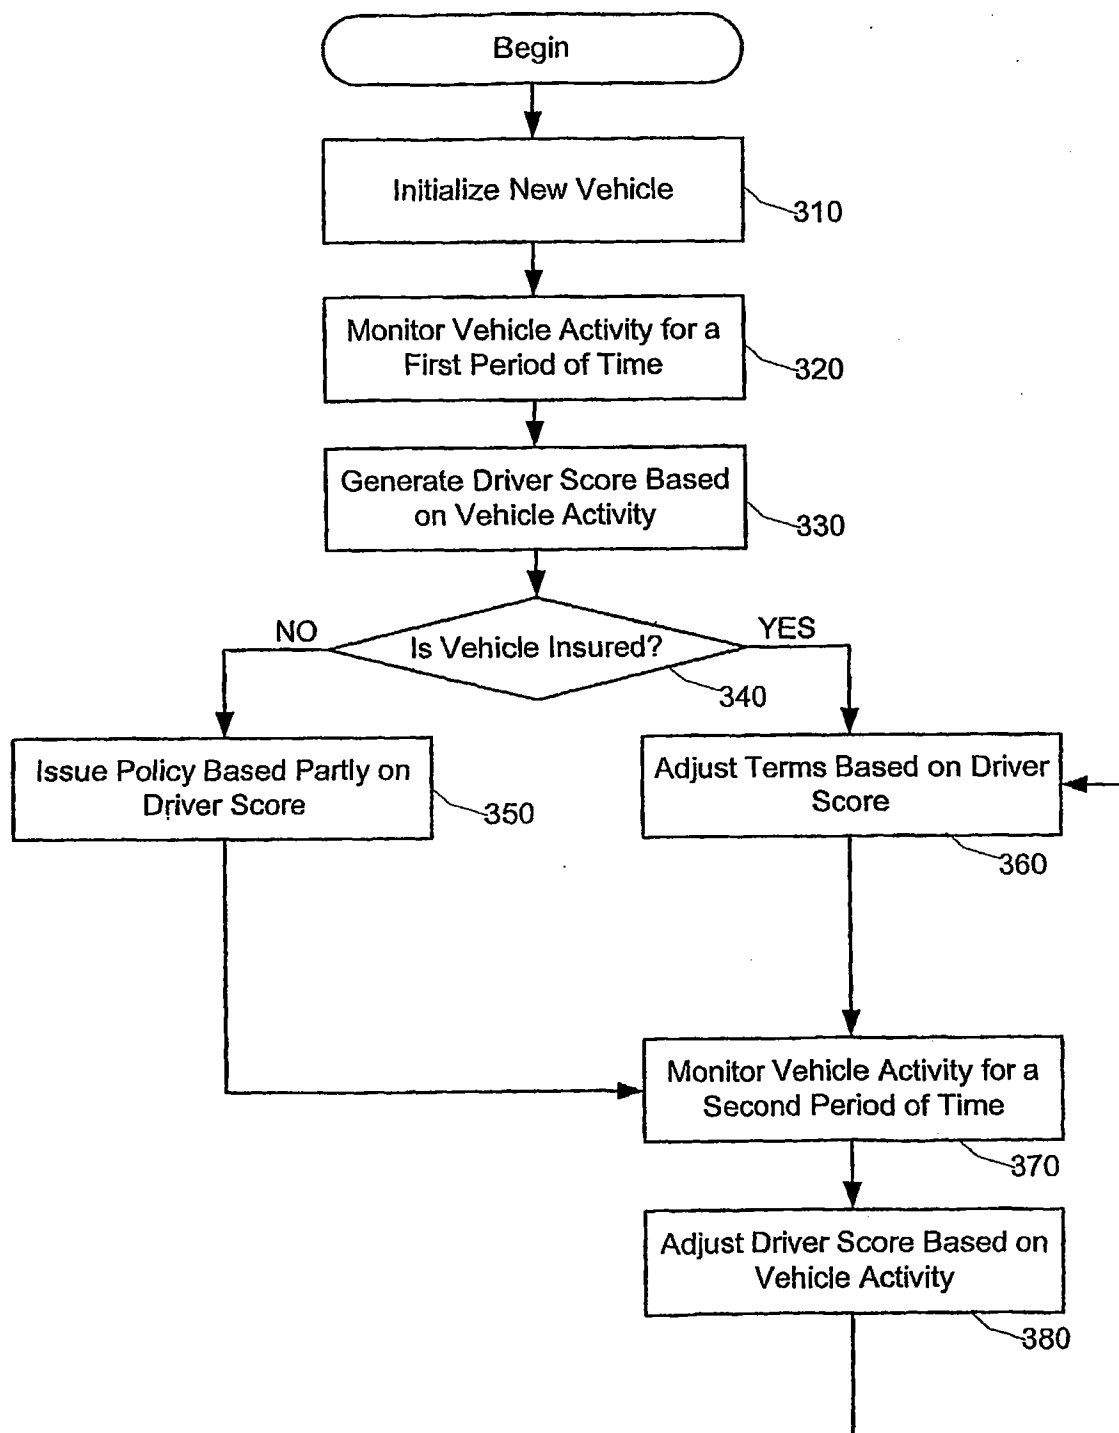 Begin
Initialize New Vehicle
310
Monitor Vehicle Activity for a
First Period of Time
320
Generate Driver Score Based
on Vehicle Activity
330
NO
Is Vehicle Insured?
YES
340
Issue Policy Based Partly on
Driver Score
350
Adjust Terms Based on Driver
Score
360
Monitor Vehicle Activity for a
Second Period of Time
370
Adjust Driver Score Based on
Vehicle Activity
380